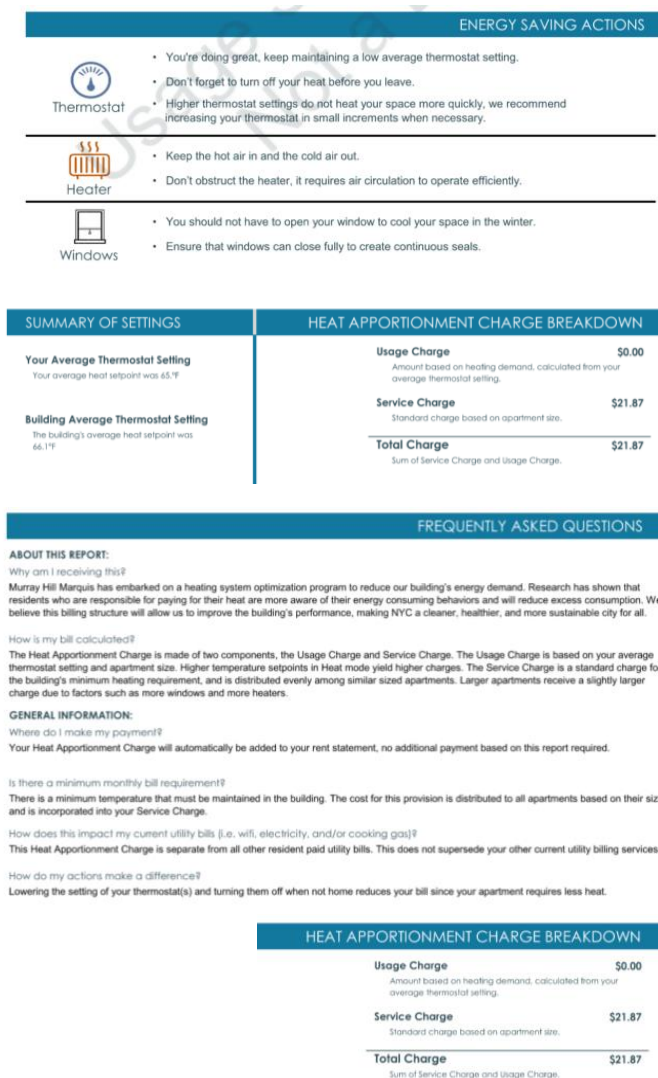 Usage
Not a
ENERGY SAVING ACTIONS
Thermostat
• You're doing great, keep maintaining a low average thermostat setting.
• Don't forget to turn off your heat before you leave.
• Higher thermostat settings do not heat your space more quickly, we recommend
increasing your thermostat in small increments when necessary.
Heater
• Keep the hot air in and the cold air out.
• Don't obstruct the heater, it requires air circulation to operate efficiently.
Windows
• You should not have to open your window to cool your space in the winter.
• Ensure that windows can close fully to create continuous seals.
SUMMARY OF SETTINGS
Your Average Thermostat Setting
Your average heat setpoint was 65.°F
Building Average Thermostat Setting
The building's average heat setpoint was
66.1°F
HEAT APPORTIONMENT CHARGE BREAKDOWN
Usage Charge $0.00
Amount based on heating demand, calculated from your
average thermostat setting.
Service Charge $21.87
Standard charge based on apartment size.
Total Charge $21.87
Sum of Service Charge and Usage Charge.
FREQUENTLY ASKED QUESTIONS
ABOUT THIS REPORT:
Why am I receiving this?
Murray Hill Marquis has embarked on a heating system optimization program to reduce our building's energy demand. Research has shown that
residents who are responsible for paying for their heat are more aware of their energy consuming behaviors and will reduce excess consumption. We
believe this billing structure will allow us to improve the building's performance, making NYC a cleaner, healthier, and more sustainable city for all.
How is my bill calculated?
The Heat Apportionment Charge is made of two components, the Usage Charge and Service Charge. The Usage Charge is based on your average
thermostat setting and apartment size. Higher temperature setpoints in Heat mode yield higher charges. The Service Charge is a standard charge fo
the building's minimum heating requirement, and is distributed evenly among similar sized apartments. Larger apartments receive a slightly larger
charge due to factors such as more windows and more heaters.
GENERAL INFORMATION:
Where do I make my payment?
Your Heat Apportionment Charge will automatically be added to your rent statement, no additional payment based on this report required.
Is there a minimum monthly bill requirement?
There is a minimum temperature that must be maintained in the building. The cost for this provision is distributed to all apartments based on their siz
and is incorporated into your Service Charge.
How does this impact my current utility bills (i.e. wifi, electricity, and/or cooking gas)?
This Heat Apportionment Charge is separate from all other resident paid utility bills. This does not supersede your other current utility billing services
How do my actions make a difference?
Lowering the setting of your thermostat(s) and turning them off when not home reduces your bill since your apartment requires less heat.
HEAT APPORTIONMENT CHARGE BREAKDOWN
Usage Charge $0.00
Amount based on heating demand, calculated from your
average thermostat setting.
Service Charge $21.87
Standard charge based on apartment size.
Total Charge $21.87
Sum of Service Charge and Usage Charge.